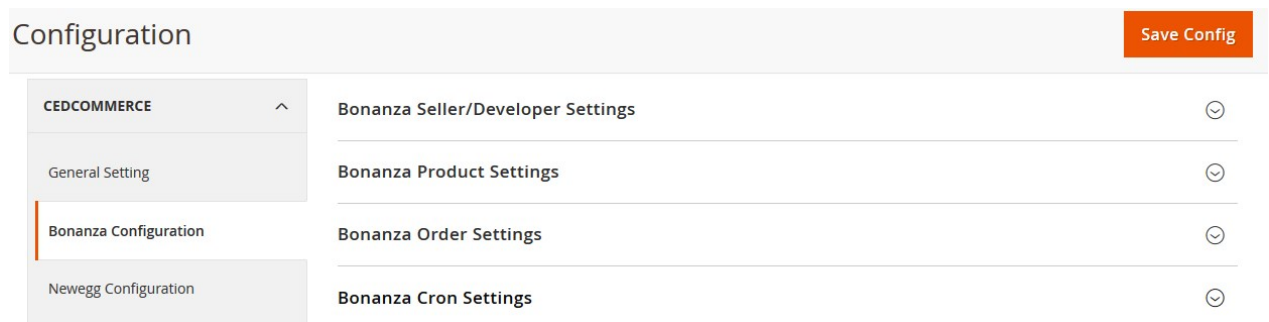 Configuration
Save Config
CEDCOMMERCE
General Setting
Bonanza Configuration
Newegg Configuration
Bonanza Seller/Developer Settings
Bonanza Product Settings
Bonanza Order Settings
Bonanza Cron Settings